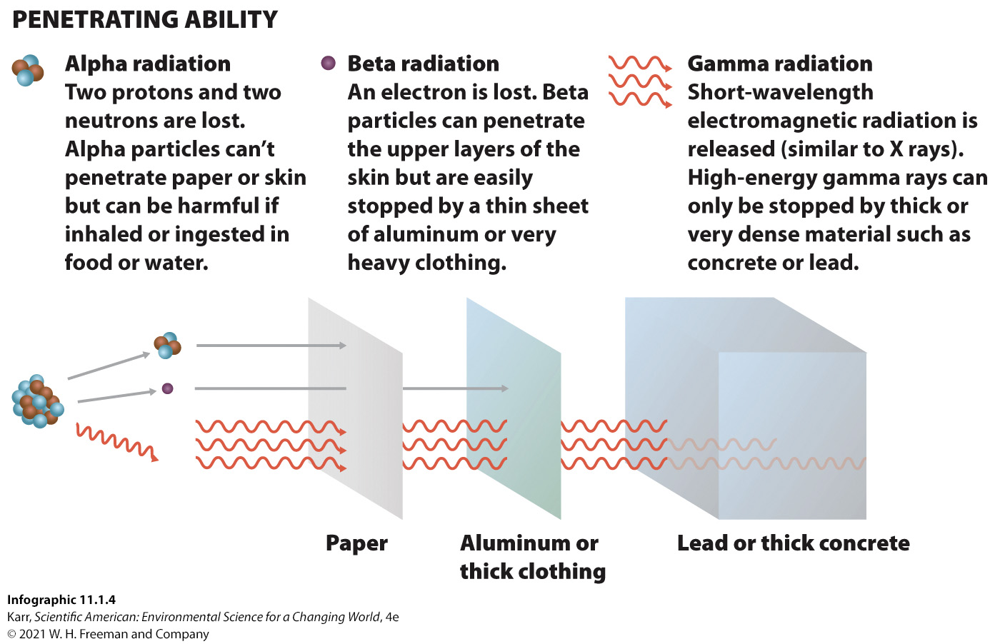 PENETRATING ABILITY
Alpha radiation
Two protons and two
neutrons are lost.
Alpha particles can’t
penetrate paper or skin
but can be harmful if
inhaled or ingested in
food or water.
Beta radiation
An electron is lost. Beta
particles can penetrate
the upper layers of the
skin but are easily
stopped by a thin sheet
of aluminum or very
heavy clothing.
Gamma radiation
Short-wavelength
electromagnetic radiation is
released (similar to X rays).
High-energy gamma rays can
only be stopped by thick or
very dense material such as
concrete or lead.
Paper
Aluminum or
thick clothing
Lead or thick concrete
Infographic 11.1.4
Karr, Scientific American: Environmental Science for a Changing World, 4e
© 2021 W. H. Freeman and Company